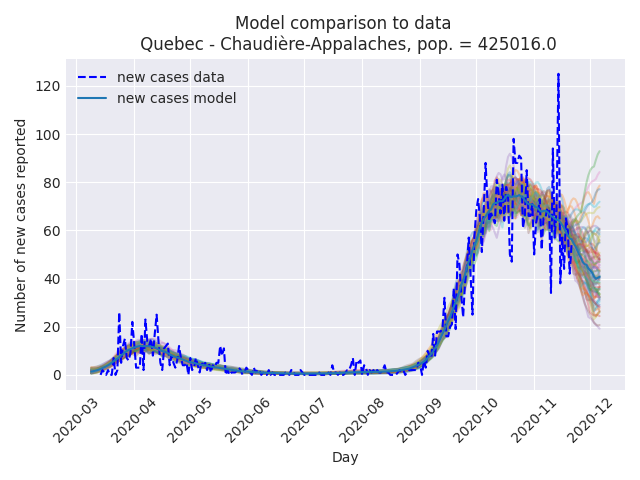 Model comparison to data
Quebec - Chaudière-Appalaches, pop. = 425016.0
new cases data
new cases model
Number of new cases reported
120
100
80
60
40
20
0
2020-03
2020-04
2020-05
2020-06
2020-07
2020-08
2020-09
2020-10
2020-11
2020-12
Day